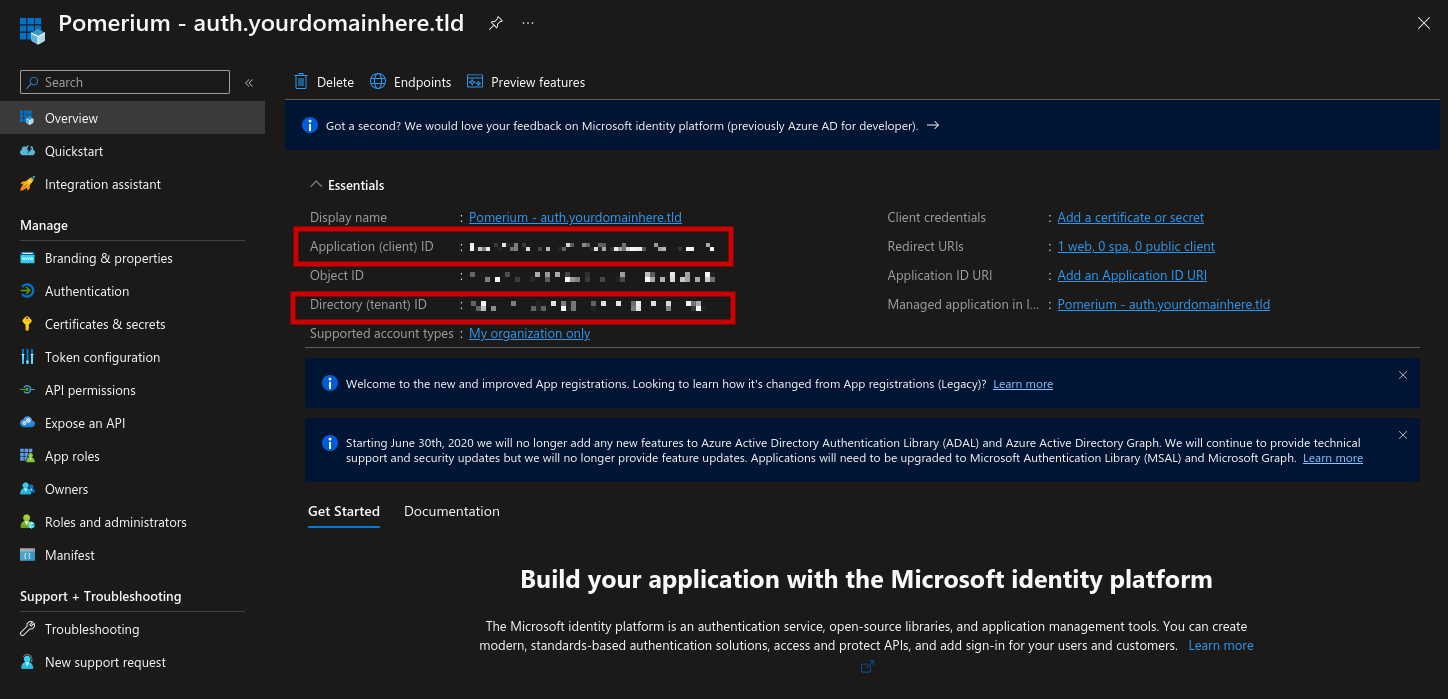 Pomerium - auth.yourdomainhere.tld ...
Search «
Delete Endpoints Preview features
Overview
Got a second? We would love your feedback on Microsoft identity platform (previously Azure AD for developer). →
Quickstart
Integration assistant
Essentials
Manage
Display name : Pomerium - auth.yourdomainhere.tld Client credentials : Add a certificate or secret
Application (client) ID : Redirect URIs : 1 web, 0 spa, 0 public client
Branding & properties
Object ID : Application ID URI : Add an Application ID URI
Authentication
Directory (tenant) ID : Managed application in l... : Pomerium - auth.yourdomainhere.tld
Certificates & secrets
Supported account types : My organization only
Token configuration
API permissions
Welcome to the new and improved App registrations. Looking to learn how it's changed from App registrations (Legacy)? Learn more
Expose an API
Starting June 30th, 2020 we will no longer add any new features to Azure Active Directory Authentication Library (ADAL) and Azure Active Directory Graph. We will continue to provide technical
support and security updates but we will no longer provide feature updates. Applications will need to be upgraded to Microsoft Authentication Library (MSAL) and Microsoft Graph. Learn more
App roles
Owners
Get Started Documentation
Roles and administrators
Manifest
Build your application with the Microsoft identity platform
Support + Troubleshooting
Troubleshooting
The Microsoft identity platform is an authentication service, open-source libraries, and application management tools. You can create
modern, standards-based authentication solutions, access and protect APIs, and add sign-in for your users and customers. Learn more
New support request